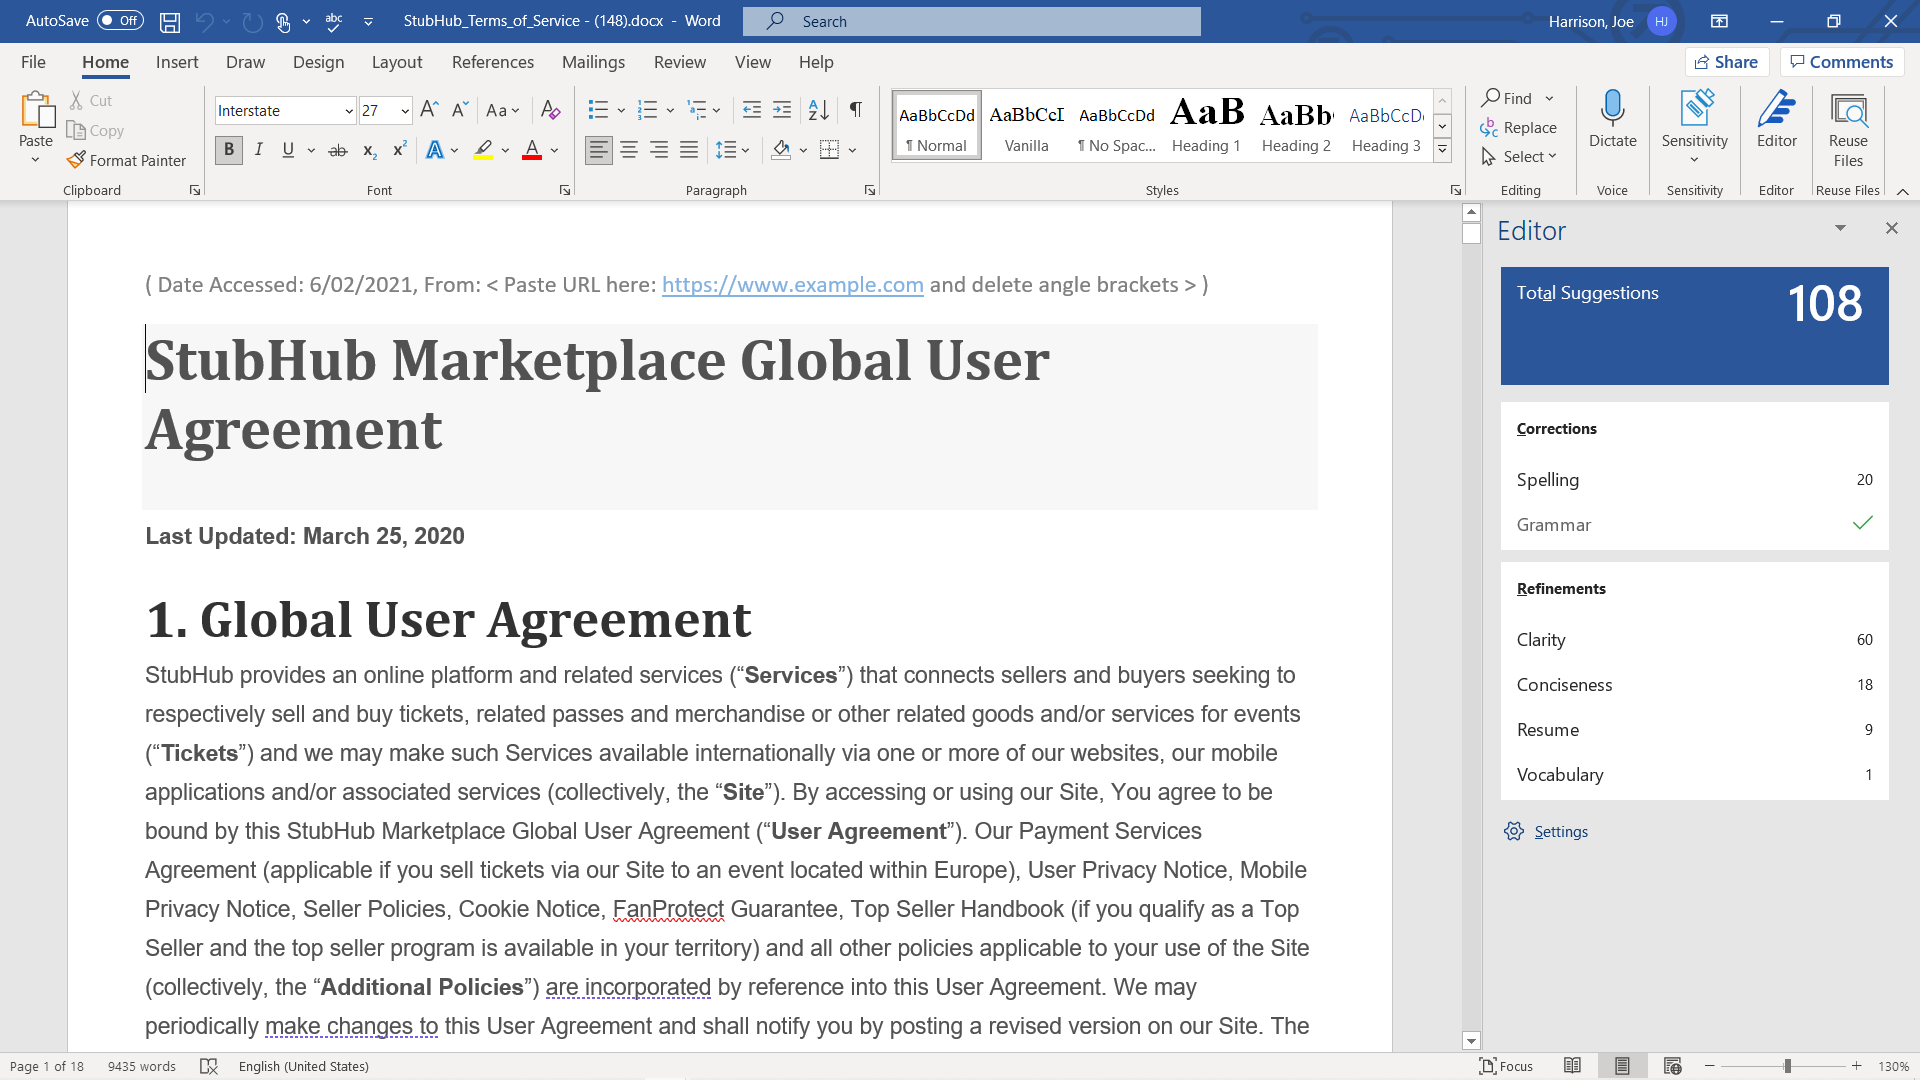 AutoSave Off StubHub_Terms_of_Service - (148).docx - Word Search Harrison, Joe HJ
File Home Insert Draw Design Layout References Mailings Review View Help Share Comments
Paste Cut Copy Format Painter Clipboard
Interstate 27 Font
Paragraph
AaBbCcDd AaBbCcI AaBbCcDd AaB AaBb AaBbCcD
¶ Normal Vanilla ¶ No Spac... Heading 1 Heading 2 Heading 3
Styles
Find Replace Select Editing
Dictate Voice
Sensitivity Sensitivity
Editor Editor
Reuse Files Reuse Files
( Date Accessed: 6/02/2021, From: < Paste URL here: https://www.example.com and delete angle brackets > )
StubHub Marketplace Global User
Agreement
Last Updated: March 25, 2020
1. Global User Agreement
StubHub provides an online platform and related services (“Services”) that connects sellers and buyers seeking to
respectively sell and buy tickets, related passes and merchandise or other related goods and/or services for events
(“Tickets”) and we may make such Services available internationally via one or more of our websites, our mobile
applications and/or associated services (collectively, the “Site”). By accessing or using our Site, You agree to be
bound by this StubHub Marketplace Global User Agreement (“User Agreement”). Our Payment Services
Agreement (applicable if you sell tickets via our Site to an event located within Europe), User Privacy Notice, Mobile
Privacy Notice, Seller Policies, Cookie Notice, FanProtect Guarantee, Top Seller Handbook (if you qualify as a Top
Seller and the top seller program is available in your territory) and all other policies applicable to your use of the Site
(collectively, the “Additional Policies”) are incorporated by reference into this User Agreement. We may
periodically make changes to this User Agreement and shall notify you by posting a revised version on our Site. The
Editor
Total Suggestions 108
Corrections
Spelling 20
Grammar
Refinements
Clarity 60
Conciseness 18
Resume 9
Vocabulary 1
Settings
Page 1 of 18 9435 words English (United States) Focus 130%